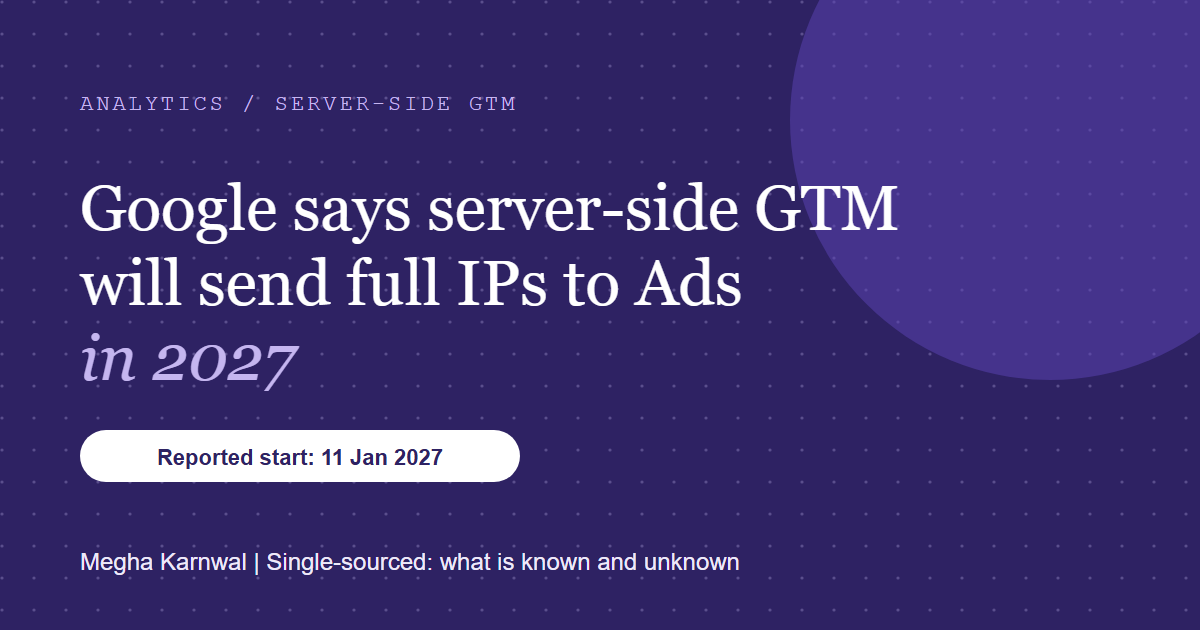 ANALYTICS / SERVER-SIDE GTM
Google says server-side GTM
will send full IPs to Ads
in 2027
Reported start: 11 Jan 2027
Megha Karnwal | Single-sourced: what is known and unknown